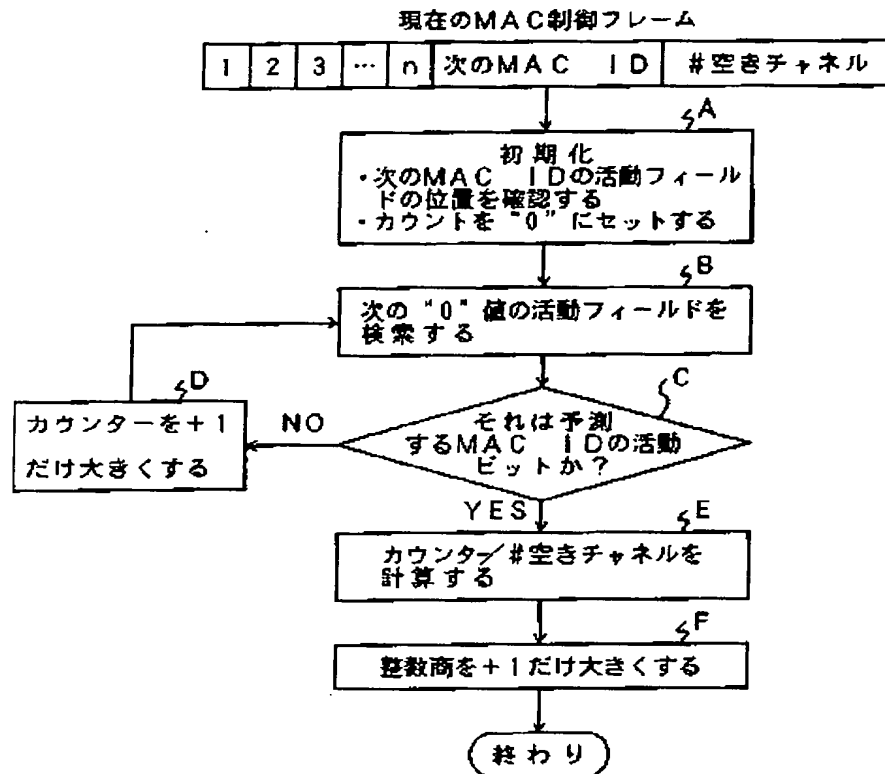 現在のMAC制御フレーム
1 2 3 … n 次のMAC ID #空きチャネル
A
初期化
・次のMAC IDの活動フィール
ドの位置を確認する
・カウントを“0”にセットする
B
次の“0”値の活動フィールドを
検索する
C
それは予測
するMAC IDの活動
ビットか?
D
カウンターを+1
だけ大きくする
NO
YES
E
カウンター/#空きチャネルを
計算する
F
整数商を+1だけ大きくする
終わり